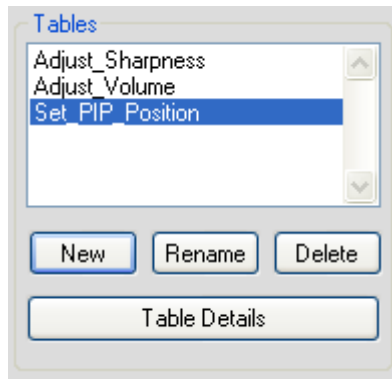 Tables
Adjust_Sharpness
Adjust_Volume
Set_PIP_Position
New Rename Delete
Table Details